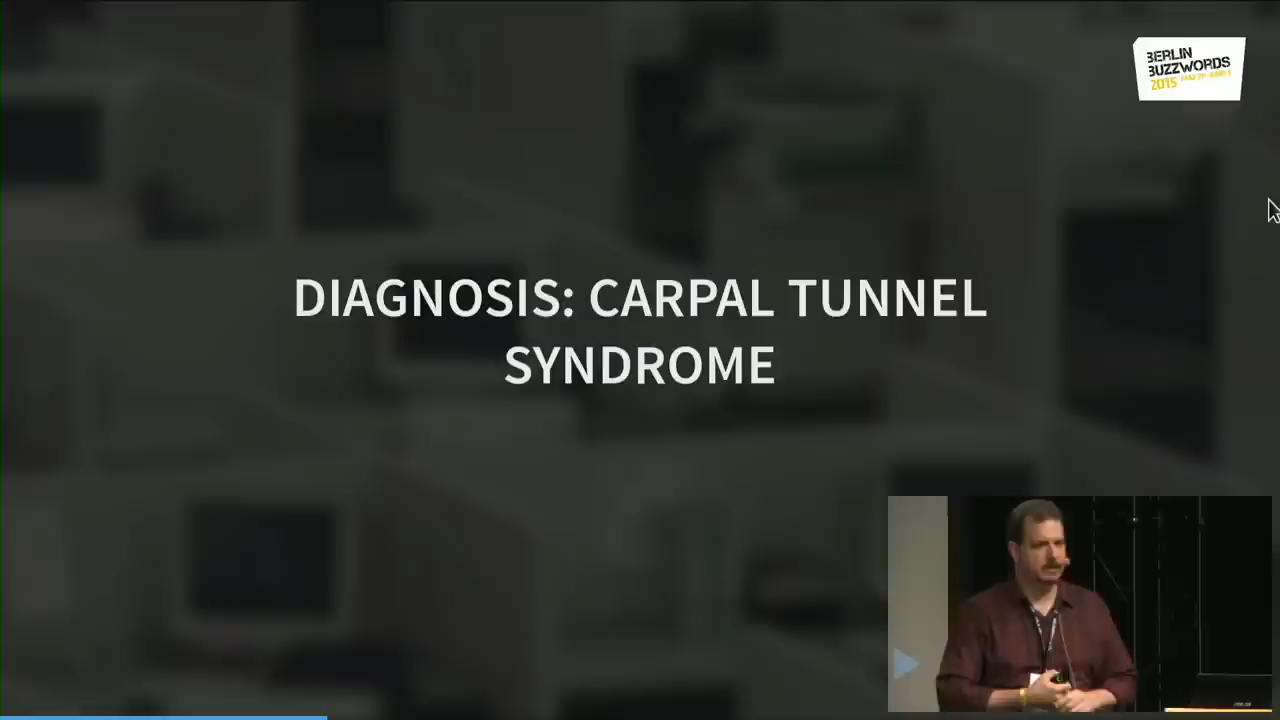 BERLIN
BUZZWORDS
2015
DIAGNOSIS: CARPAL TUNNEL
SYNDROME